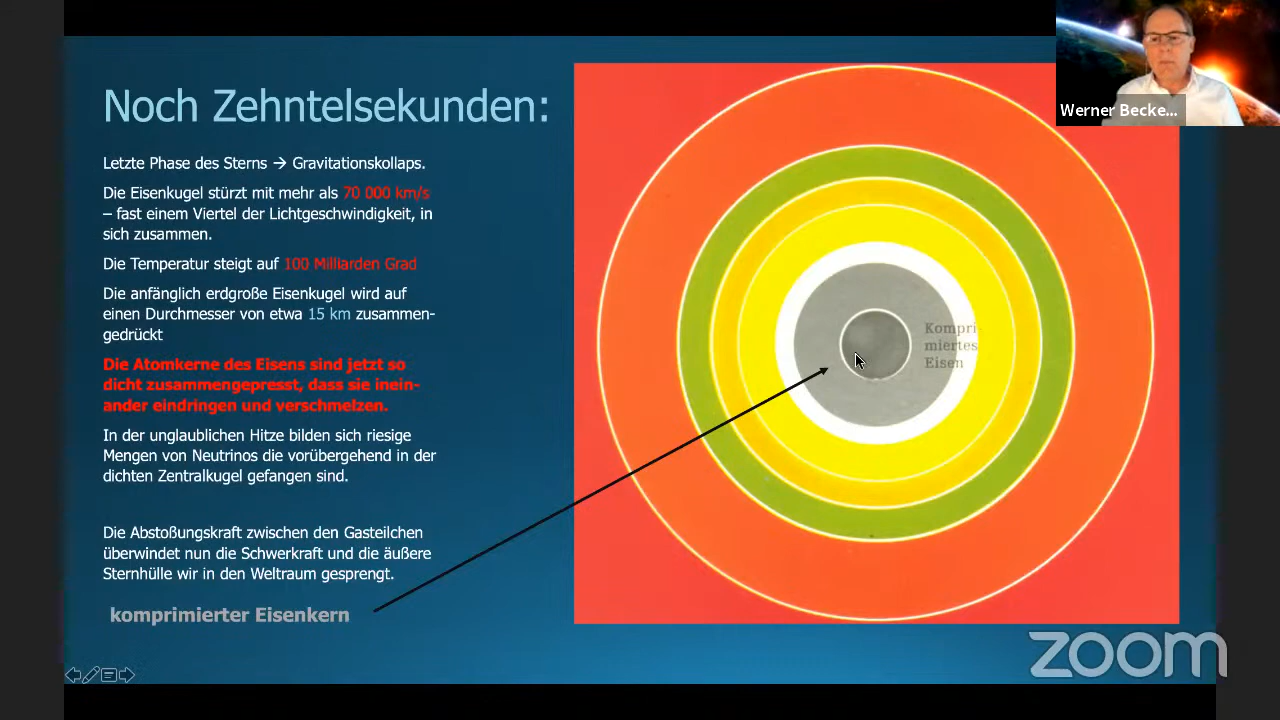 Noch Zehntelsekunden:
Letzte Phase des Sterns → Gravitationskollaps.
Die Eisenkugel stürzt mit mehr als 70 000 km/s
– fast einem Viertel der Lichtgeschwindigkeit, in
sich zusammen.
Die Temperatur steigt auf 100 Milliarden Grad
Die anfänglich erdgroße Eisenkugel wird auf
einen Durchmesser von etwa 15 km zusammen-
gedrückt
Die Atomkerne des Eisens sind jetzt so
dicht zusammengepresst, dass sie inein-
ander eindringen und verschmelzen.
In der unglaublichen Hitze bilden sich riesige
Mengen von Neutrinos die vorübergehend in der
dichten Zentralkugel gefangen sind.
Die Abstoßungskraft zwischen den Gasteilchen
überwindet nun die Schwerkraft und die äußere
Sternhülle wir in den Weltraum gesprengt.
komprimierter Eisenkern
Kompri-
miertes
Eisen
Werner Becke...
zoom